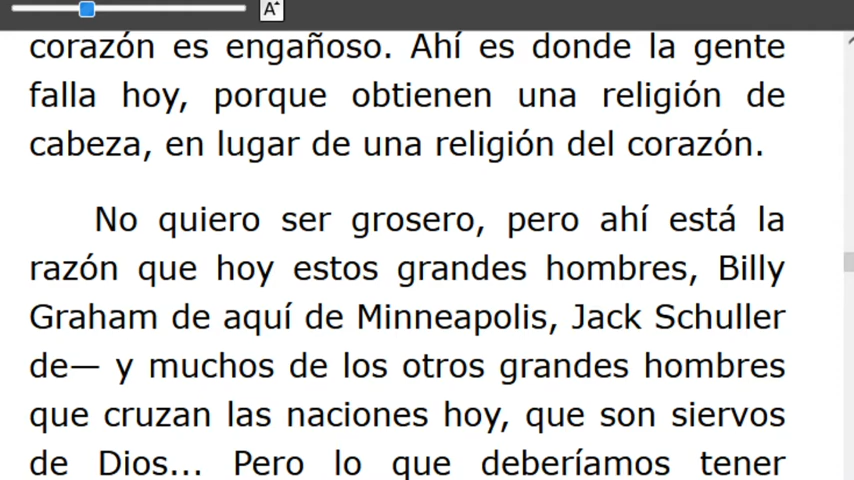 A
corazón es engañoso. Ahí es donde la gente
falla hoy, porque obtienen una religión de
cabeza, en lugar de una religión del corazón.
No quiero ser grosero, pero ahí está la
razón que hoy estos grandes hombres, Billy
Graham de aquí de Minneapolis, Jack Schuller
de— y muchos de los otros grandes hombres
que cruzan las naciones hoy, que son siervos
de Dios... Pero lo que deberíamos tener